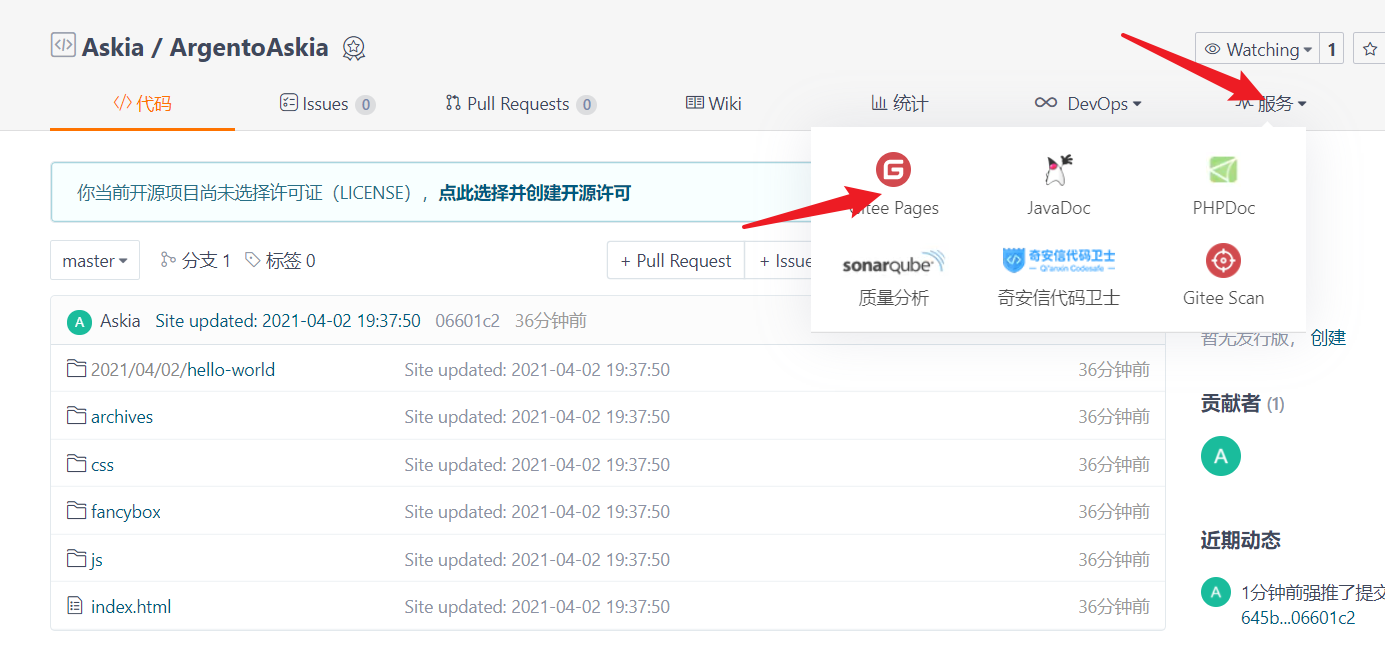 Askia / ArgentoAskia
Watching 1
代码 Issues 0 Pull Requests 0 Wiki 统计 DevOps 服务
你当前开源项目尚未选择许可证（LICENSE），点此选择并创建开源许可
Gitee Pages JavaDoc PHPDoc
sonarqube 奇安信代码卫士
Qi'anxin Codesafe
质量分析 奇安信代码卫士 Gitee Scan
master 分支 1 标签 0 + Pull Request + Issue
A Askia Site updated: 2021-04-02 19:37:50 06601c2 36分钟前
暂无发行版， 创建
2021/04/02/hello-world Site updated: 2021-04-02 19:37:50 36分钟前
archives Site updated: 2021-04-02 19:37:50 36分钟前
贡献者 (1)
css Site updated: 2021-04-02 19:37:50 36分钟前
A
fancybox Site updated: 2021-04-02 19:37:50 36分钟前
近期动态
js Site updated: 2021-04-02 19:37:50 36分钟前
index.html Site updated: 2021-04-02 19:37:50 36分钟前
A 1分钟前强推了提交
645b...06601c2